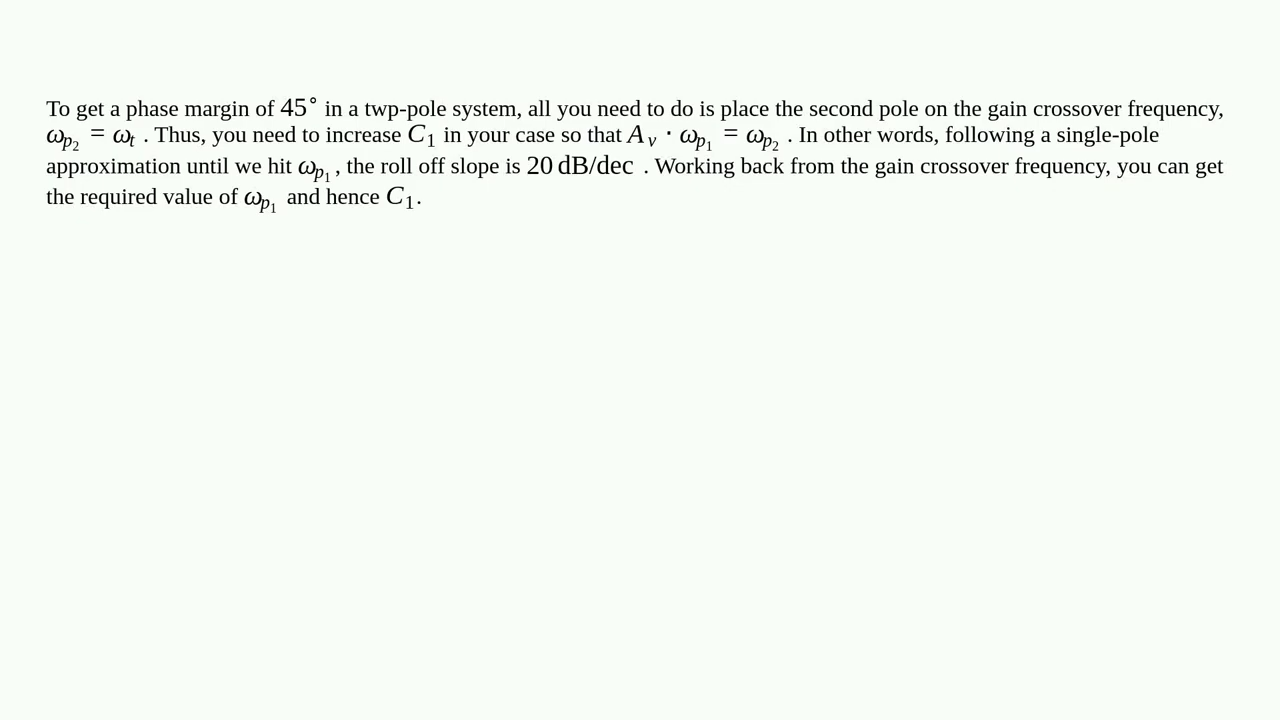 To get a phase margin of 45° in a twp-pole system, all you need to do is place the second pole on the gain crossover frequency,
ω_{p_2} = ω_t . Thus, you need to increase C_1 in your case so that A_v · ω_{p_1} = ω_{p_2} . In other words, following a single-pole
approximation until we hit ω_{p_1}, the roll off slope is 20 dB/dec . Working back from the gain crossover frequency, you can get
the required value of ω_{p_1} and hence C_1.